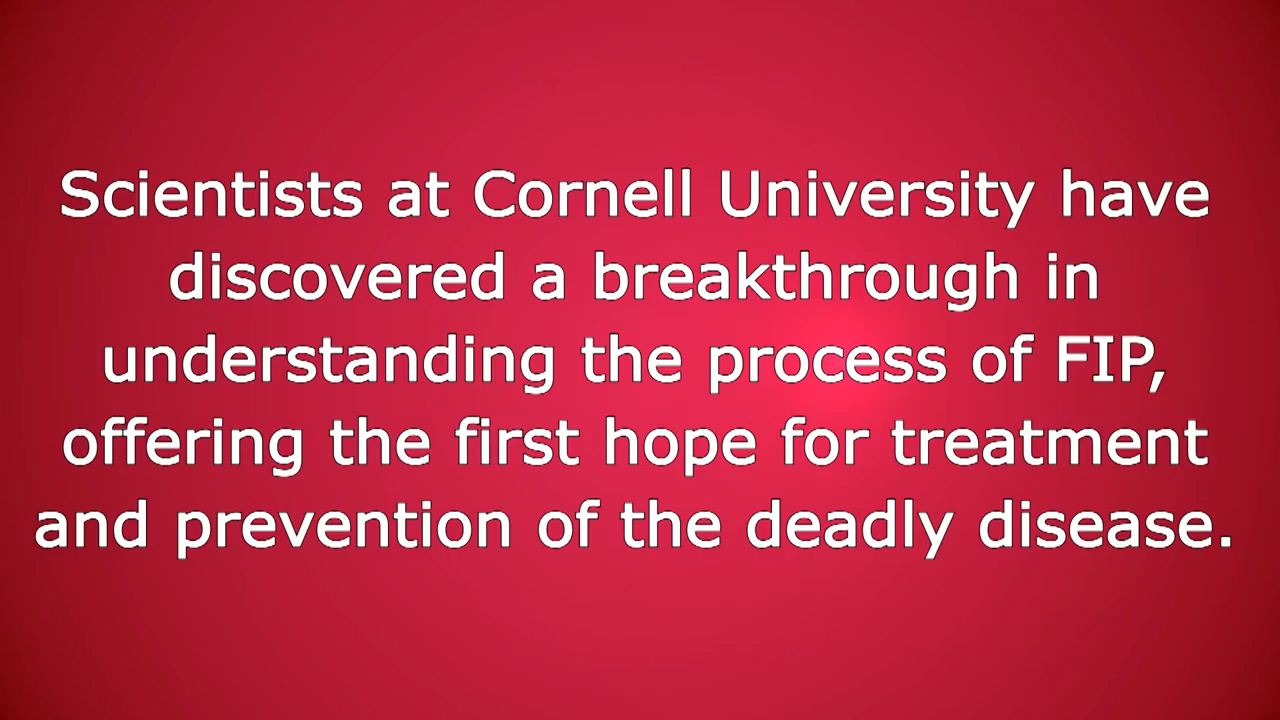 Scientists at Cornell University have
discovered a breakthrough in
understanding the process of FIP,
offering the first hope for treatment
and prevention of the deadly disease.